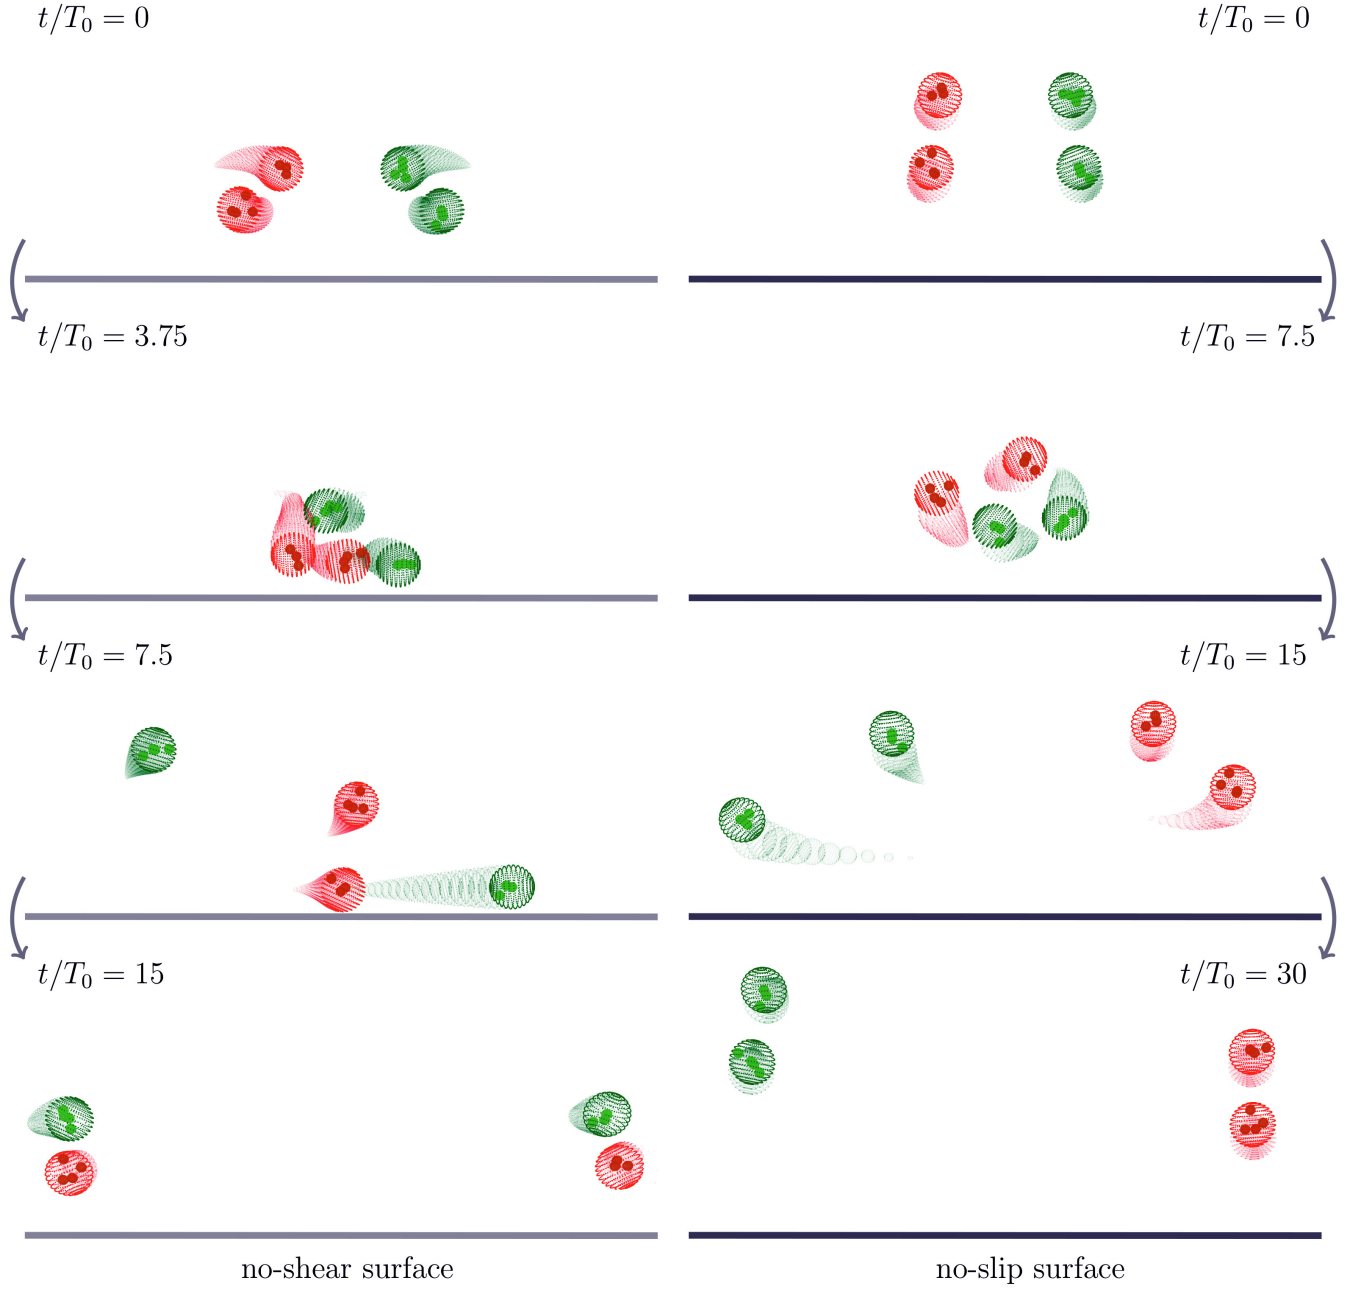 t/T₀ = 0
t/T₀ = 0
t/T₀ = 3.75
t/T₀ = 7.5
t/T₀ = 7.5
t/T₀ = 15
t/T₀ = 15
t/T₀ = 30
no-shear surface
no-slip surface